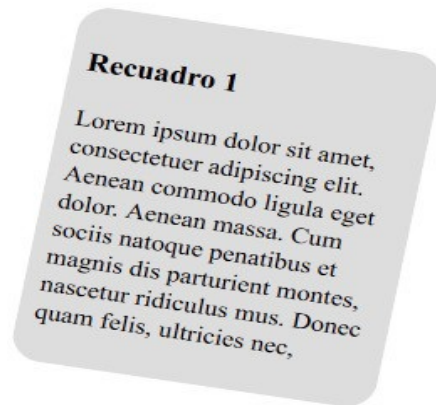 Recuadro 1
Lorem ipsum dolor sit amet,
consectetuer adipiscing elit.
Aenean commodo ligula eget
dolor. Aenean massa. Cum
sociis natoque penatibus et
magnis dis parturient montes,
nascetur ridiculus mus. Donec
quam felis, ultricies nec,